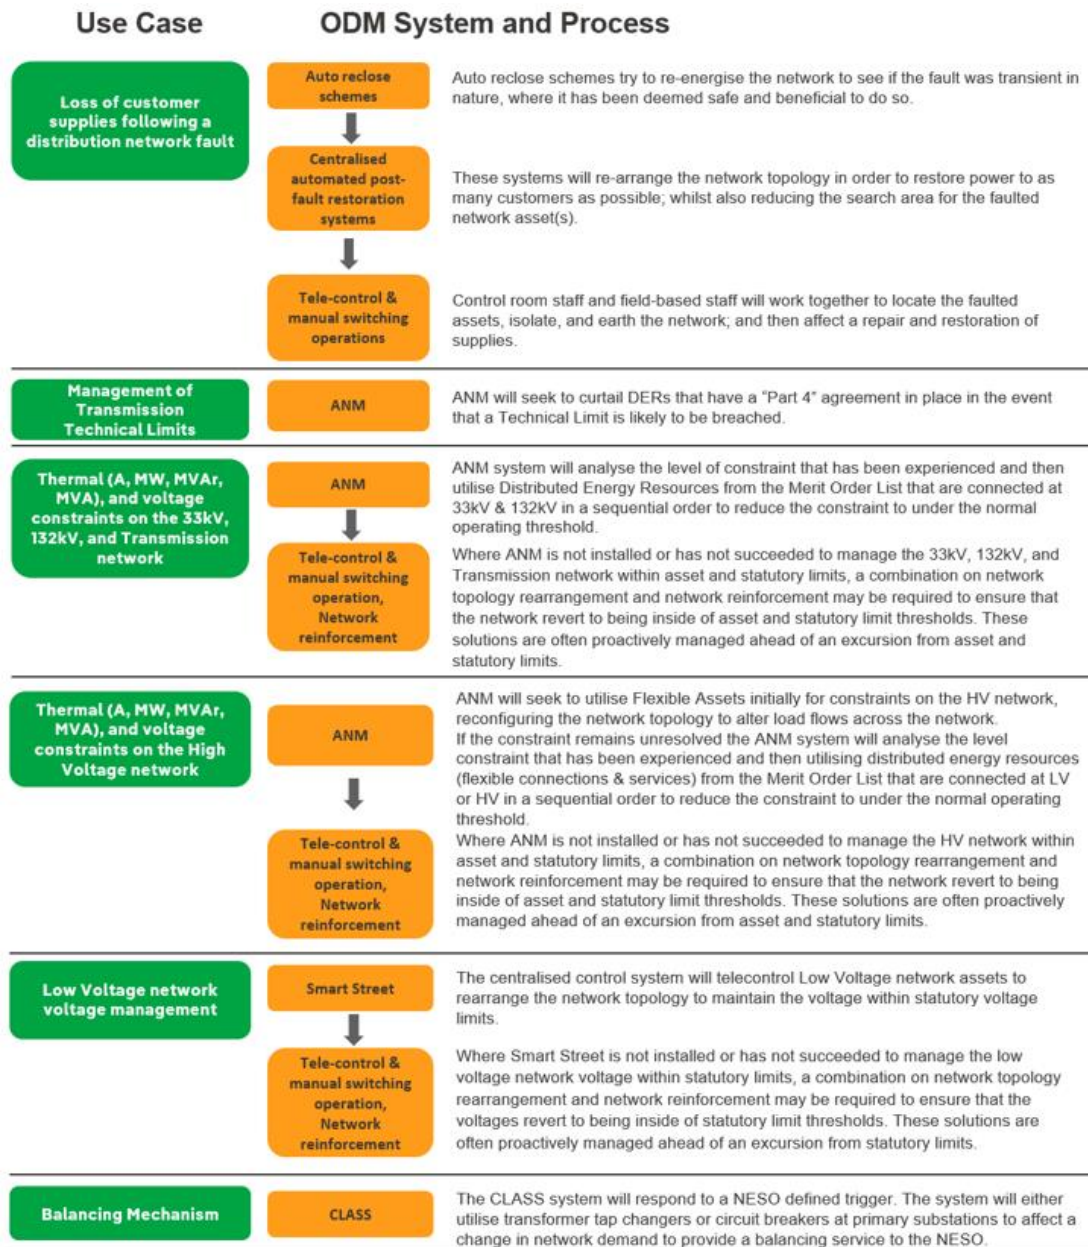 Use Case
ODM System and Process
Loss of customer
supplies following a
distribution network fault
Auto reclose
schemes
Auto reclose schemes try to re-energise the network to see if the fault was transient in
nature, where it has been deemed safe and beneficial to do so.
Centralised
automated post-
fault restoration
systems
These systems will re-arrange the network topology in order to restore power to as
many customers as possible; whilst also reducing the search area for the faulted
network asset(s).
Tele-control &
manual switching
operations
Control room staff and field-based staff will work together to locate the faulted
assets, isolate, and earth the network; and then affect a repair and restoration of
supplies.
Management of
Transmission
Technical Limits
ANM
ANM will seek to curtail DERs that have a "Part 4" agreement in place in the event
that a Technical Limit is likely to be breached.
Thermal (A, MW, MVAr,
MVA), and voltage
constraints on the 33kV,
132kV, and Transmission
network
ANM
ANM system will analyse the level of constraint that has been experienced and then
utilise Distributed Energy Resources from the Merit Order List that are connected at
33kV & 132kV in a sequential order to reduce the constraint to under the normal
operating threshold.
Tele-control &
manual switching
operation,
Network
reinforcement
Where ANM is not installed or has not succeeded to manage the 33kV, 132kV, and
Transmission network within asset and statutory limits, a combination on network
topology rearrangement and network reinforcement may be required to ensure that
the network revert to being inside of asset and statutory limit thresholds. These
solutions are often proactively managed ahead of an excursion from asset and
statutory limits.
Thermal (A, MW, MVAr,
MVA), and voltage
constraints on the High
Voltage network
ANM
ANM will seek to utilise Flexible Assets initially for constraints on the HV network,
reconfiguring the network topology to alter load flows across the network.
If the constraint remains unresolved the ANM system will analyse the level
constraint that has been experienced and then utilising distributed energy resources
(flexible connections & services) from the Merit Order List that are connected at LV
or HV in a sequential order to reduce the constraint to under the normal operating
threshold.
Tele-control &
manual switching
operation,
Network
reinforcement
Where ANM is not installed or has not succeeded to manage the HV network within
asset and statutory limits, a combination on network topology rearrangement and
network reinforcement may be required to ensure that the network revert to being
inside of asset and statutory limit thresholds. These solutions are often proactively
managed ahead of an excursion from asset and statutory limits.
Low Voltage network
voltage management
Smart Street
The centralised control system will telecontrol Low Voltage network assets to
rearrange the network topology to maintain the voltage within statutory voltage
limits.
Tele-control &
manual switching
operation,
Network
reinforcement
Where Smart Street is not installed or has not succeeded to manage the low
voltage network voltage within statutory limits, a combination on network topology
rearrangement and network reinforcement may be required to ensure that the
voltages revert to being inside of statutory limit thresholds. These solutions are
often proactively managed ahead of an excursion from statutory limits.
Balancing Mechanism
CLASS
The CLASS system will respond to a NESO defined trigger. The system will either
utilise transformer tap changers or circuit breakers at primary substations to affect a
change in network demand to provide a balancing service to the NESO.